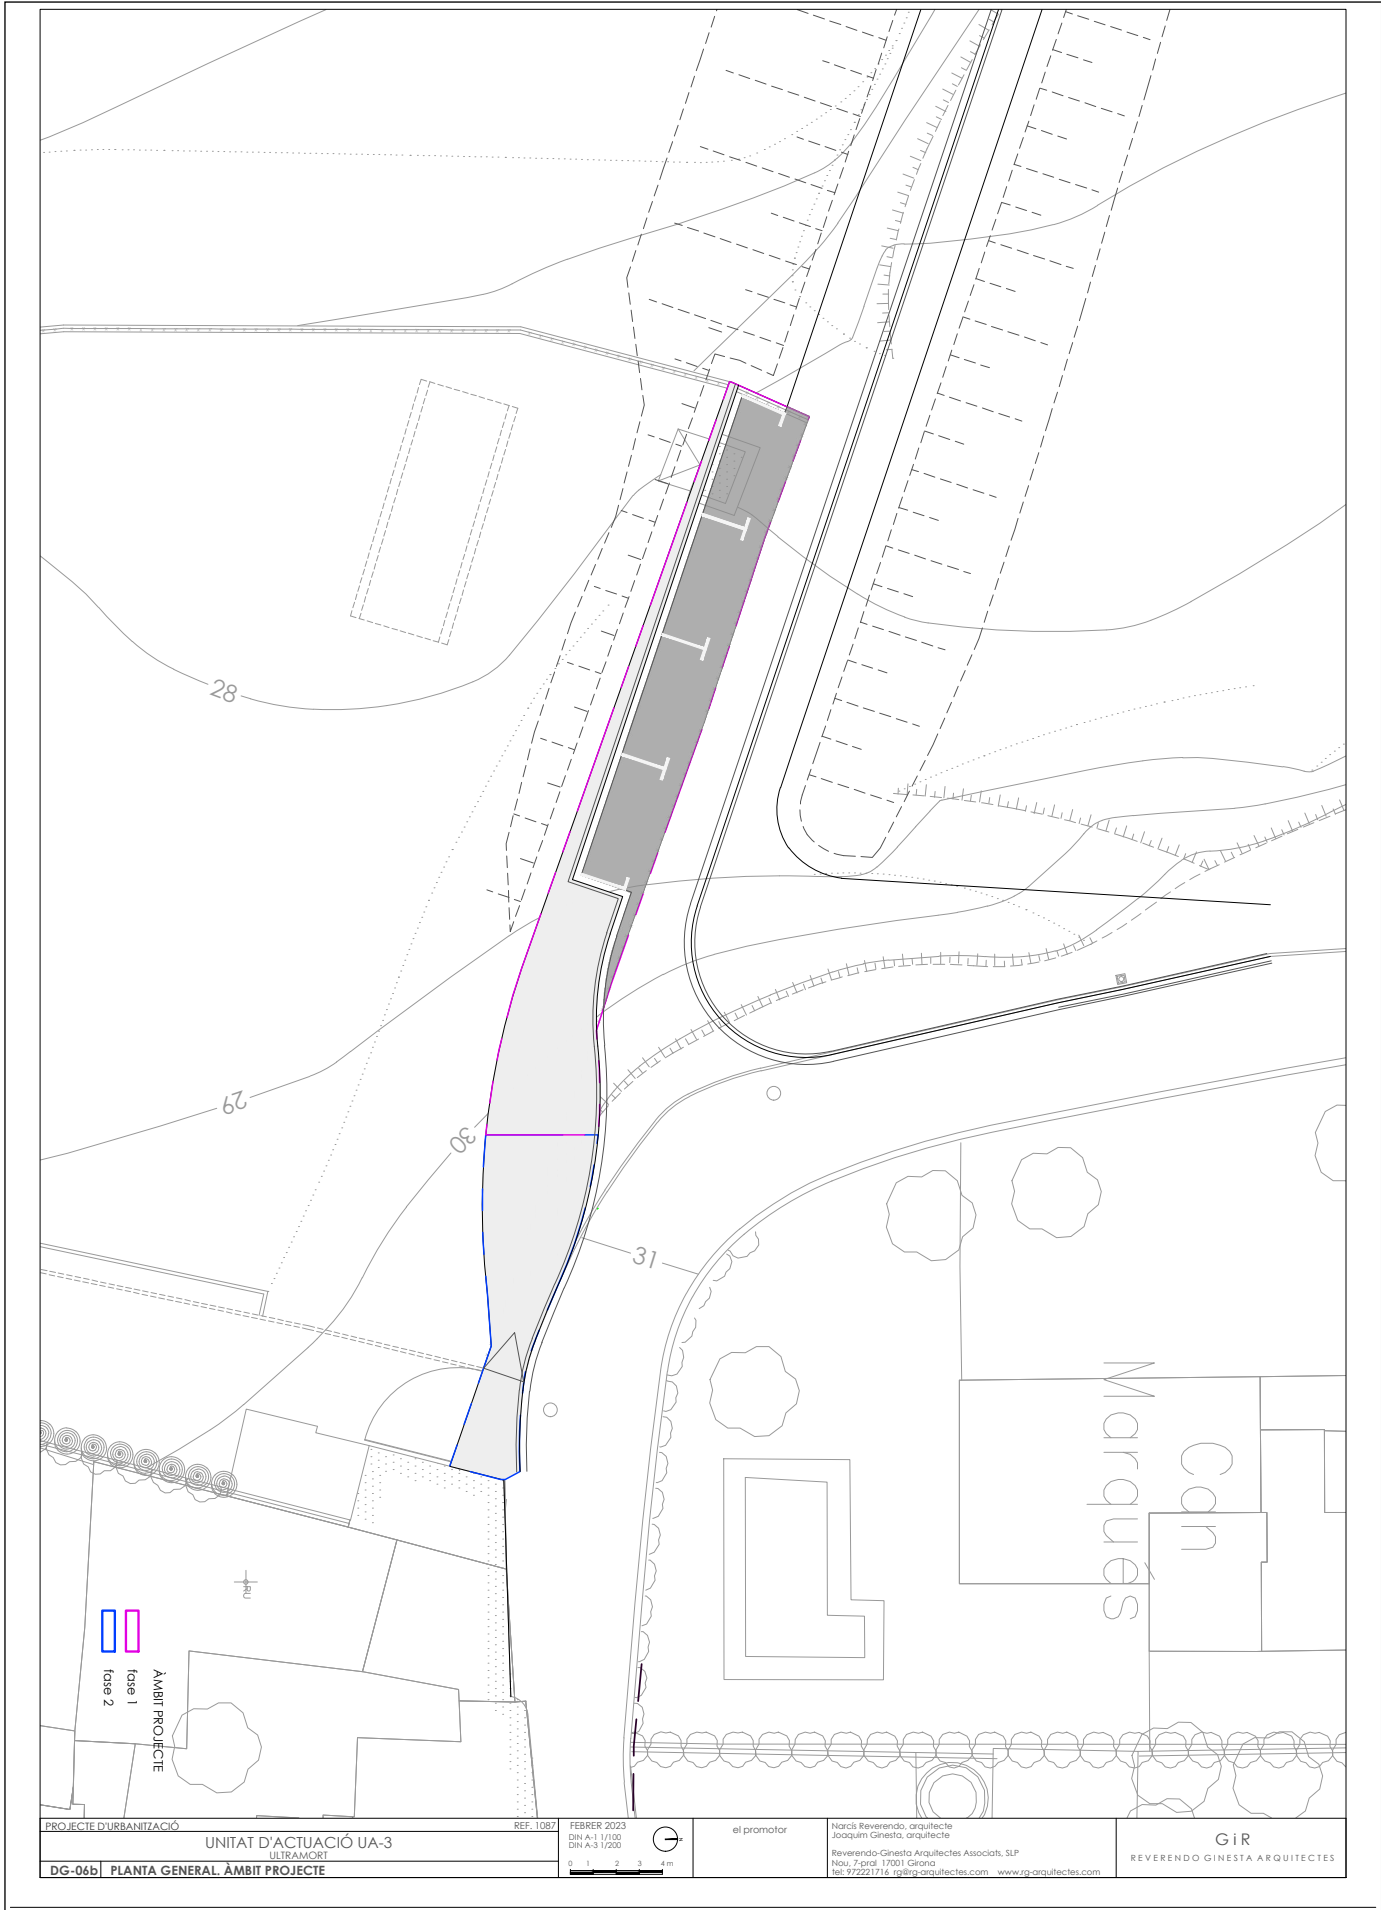 28
29
30
31
Can
Marquès
RU
ÀMBIT PROJECTE
fase 1
fase 2
PROJECTE D'URBANITZACIÓ
REF. 1087
UNITAT D'ACTUACIÓ UA-3
ULTRAMORT
DG-06b PLANTA GENERAL. ÀMBIT PROJECTE
FEBRER 2023
DIN A-1 1/100
DIN A-3 1/200
0 1 2 3 4 m
el promotor
Narcís Reverendo, arquitecte
Joaquim Ginesta, arquitecte
Reverendo-Ginesta Arquitectes Associats, SLP
Nou, 7-pral 17001 Girona
tel: 972221716 rg@rg-arquitectes.com www.rg-arquitectes.com
GiR
REVERENDO GINESTA ARQUITECTES